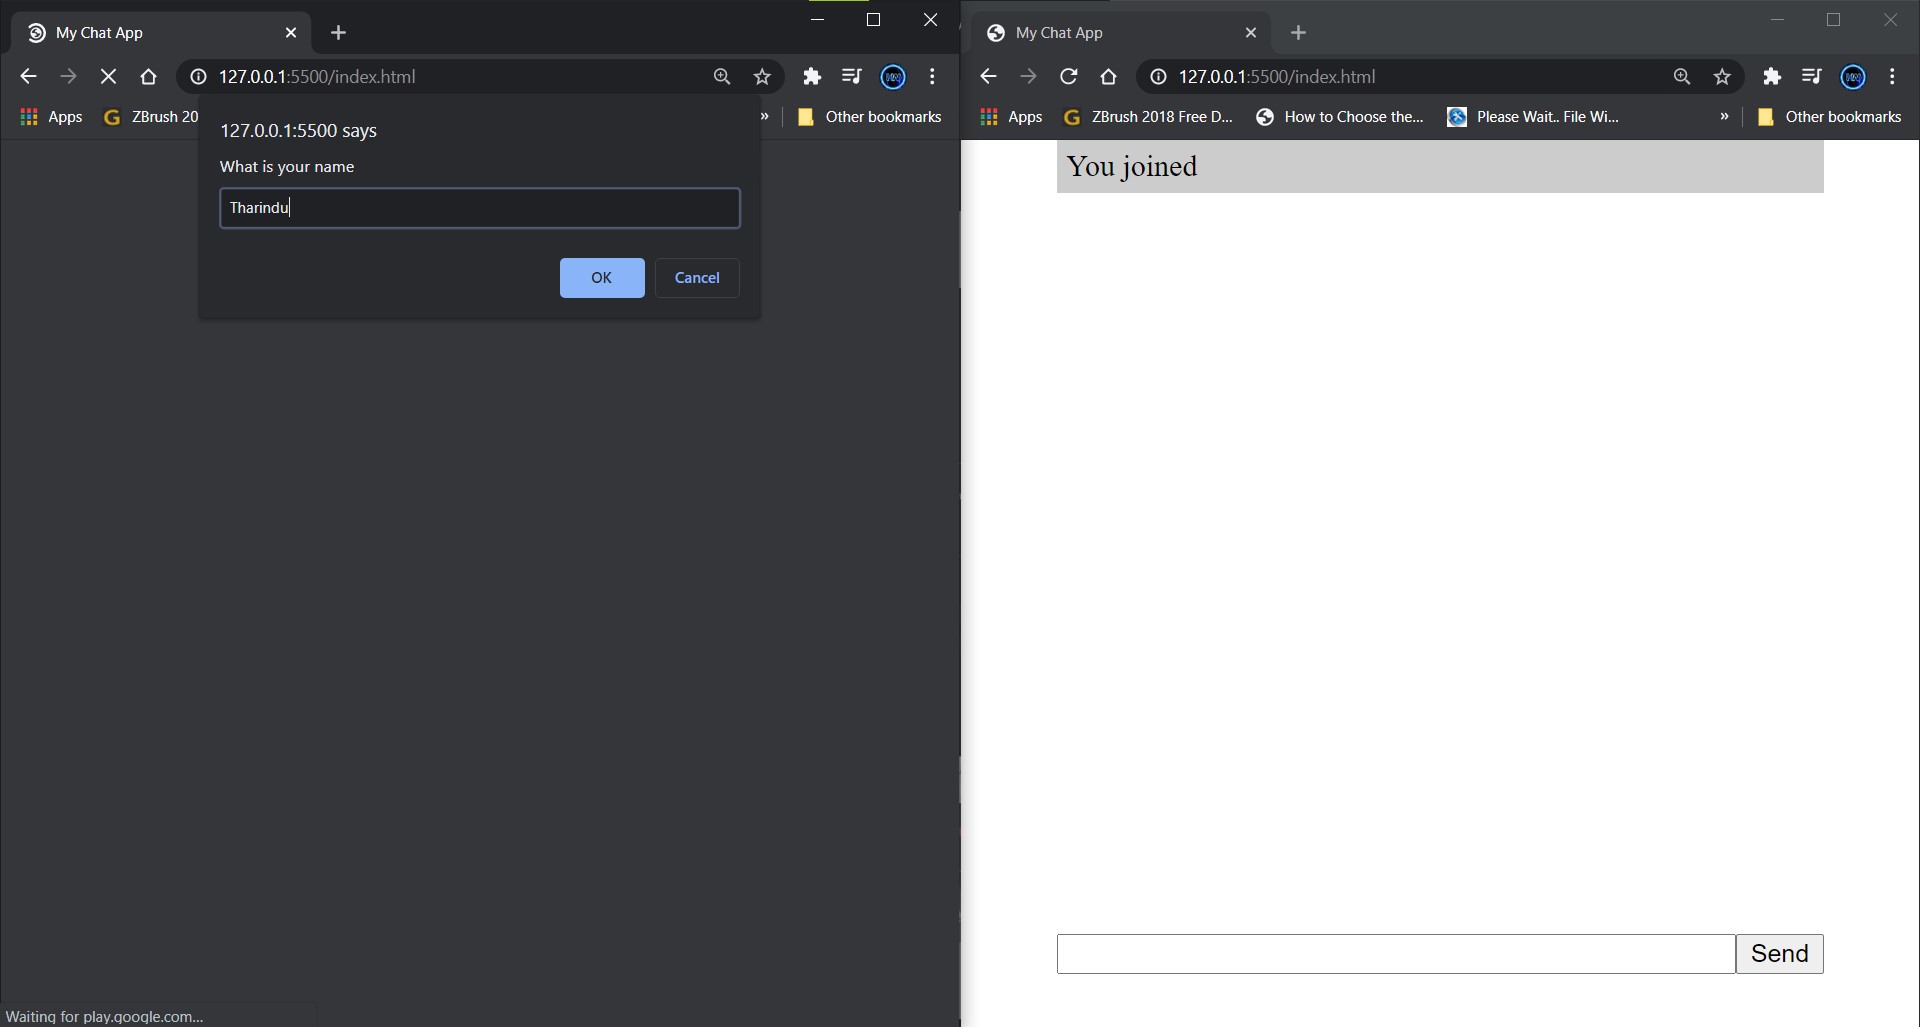 My Chat App
127.0.0.1:5500/index.html
Apps
ZBrush 20
»
Other bookmarks
127.0.0.1:5500 says
What is your name
Tharindu
OK
Cancel
Waiting for play.google.com...
My Chat App
127.0.0.1:5500/index.html
Apps
ZBrush 2018 Free D...
How to Choose the...
Please Wait.. File Wi...
»
Other bookmarks
You joined
Send